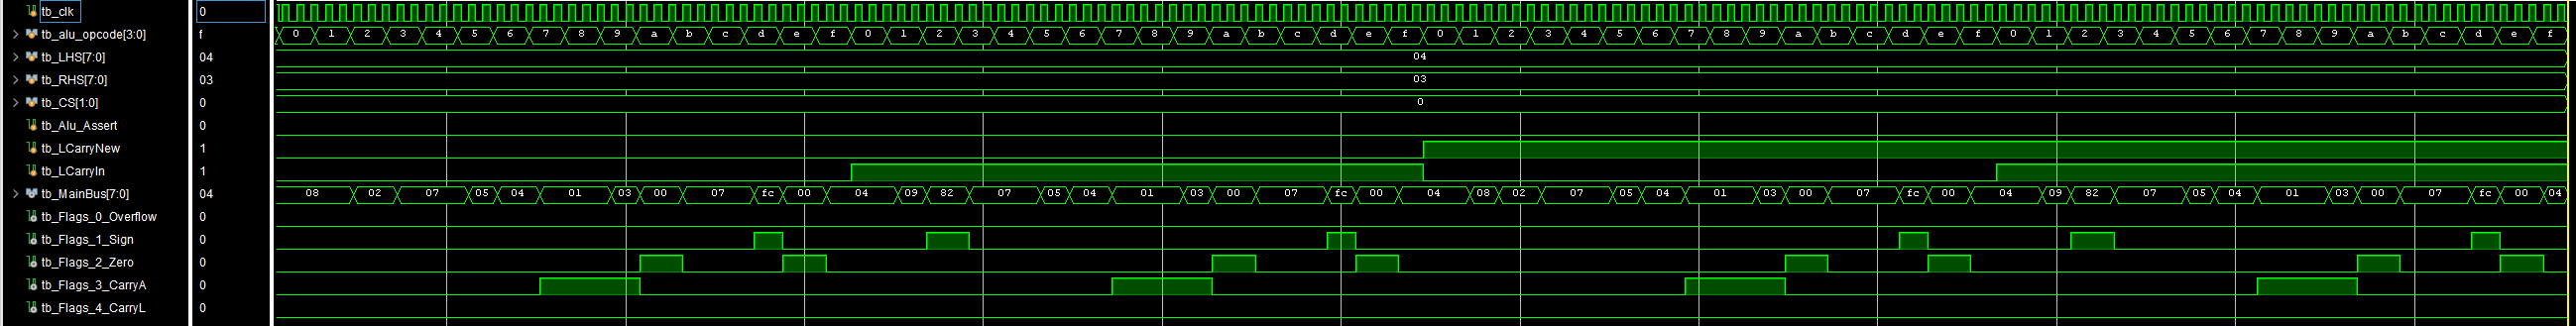 tb_clk 0
tb_alu_opcode[3:0] f 0 1 2 3 4 5 6 7 8 9 a b c d e f 0 1 2 3 4 5 6 7 8 9 a b c d e f 0 1 2 3 4 5 6 7 8 9 a b c d e f 0 1 2 3 4 5 6 7 8 9 a b c d e f
tb_LHS[7:0] 04 04
tb_RHS[7:0] 03 03
tb_CS[1:0] 0 0
tb_Alu_Assert 0
tb_LCarryNew 1
tb_LCarryIn 1
tb_MainBus[7:0] 04 08 02 07 05 04 01 03 00 07 fc 00 04 09 82 07 05 04 01 03 00 07 fc 00 04 08 02 07 05 04 01 03 00 07 fc 00 04 09 82 07 05 04 01 03 00 07 fc 00 04
tb_Flags_0_Overflow 0
tb_Flags_1_Sign 0
tb_Flags_2_Zero 0
tb_Flags_3_CarryA 0
tb_Flags_4_CarryL 0